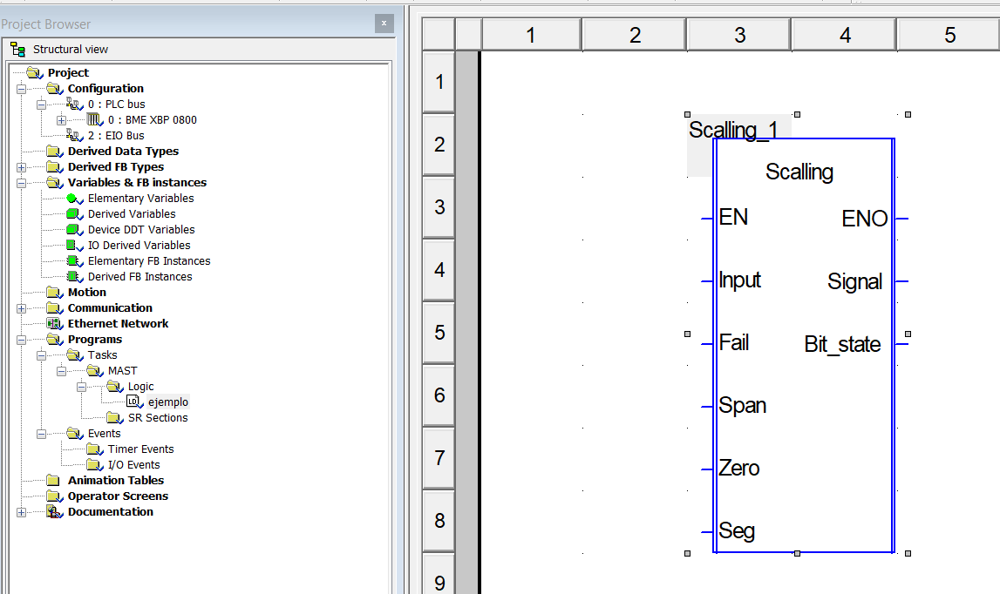 Project Browser
x
Structural view
Project
Configuration
0 : PLC bus
0 : BME XBP 0800
2 : EIO Bus
Derived Data Types
Derived FB Types
Variables & FB instances
Elementary Variables
Derived Variables
Device DDT Variables
IO Derived Variables
Elementary FB Instances
Derived FB Instances
Motion
Communication
Ethernet Network
Programs
Tasks
MAST
Logic
LD
ejemplo
SR Sections
Events
Timer Events
I/O Events
Animation Tables
Operator Screens
Documentation
1 2 3 4 5
1
2
3
4
5
6
7
8
9
Scalling_1
Scalling
EN ENO
Input Signal
Fail Bit_state
Span
Zero
Seg